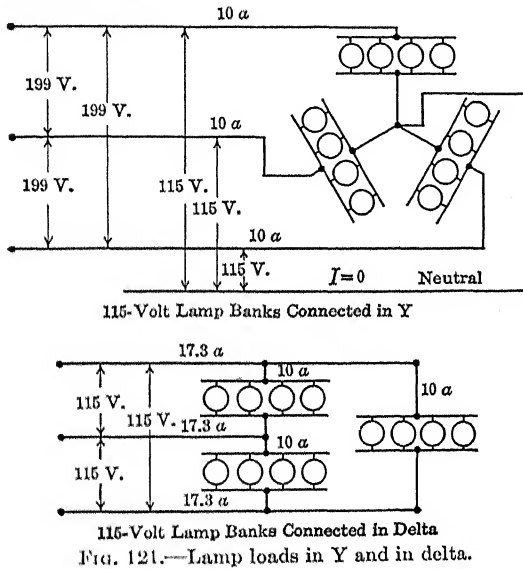 10 a
199 V.
199 V.
10 a
199 V.
115 V.
115 V.
10 a
115 V.
I=0 Neutral
115-Volt Lamp Banks Connected in Y
17.3 a
10 a
10 a
115 V.
115 V.
17.3 a
10 a
115 V.
17.3 a
115-Volt Lamp Banks Connected in Delta
FIG. 121.—Lamp loads in Y and in delta.